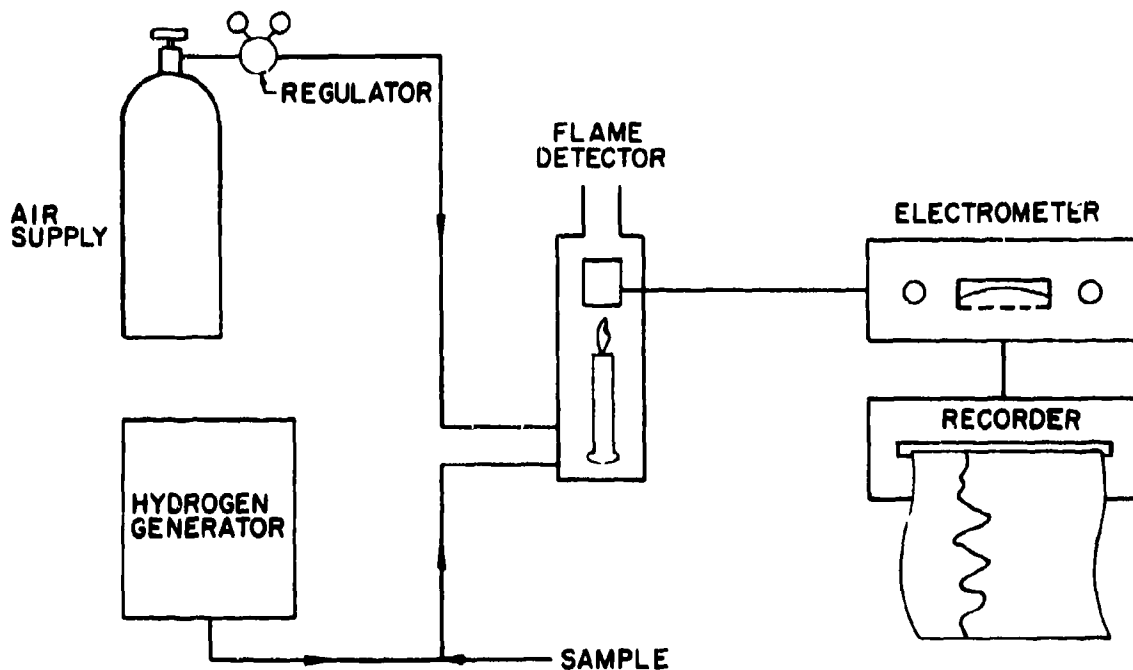 REGULATOR
FLAME
DETECTOR
AIR
SUPPLY
ELECTROMETER
RECORDER
HYDROGEN
GENERATOR
SAMPLE